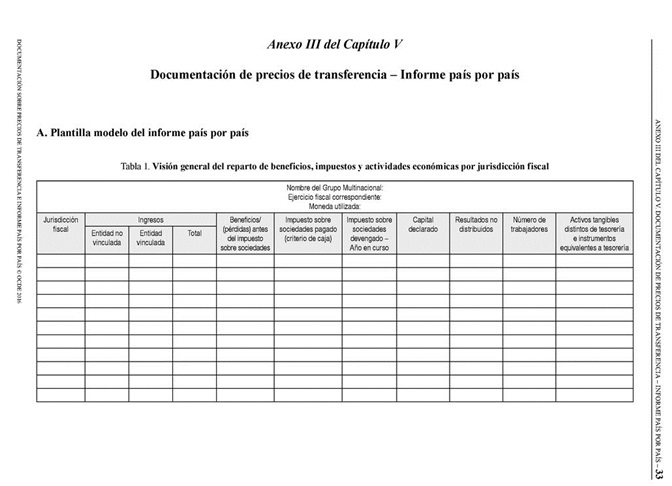 Anexo III del Capítulo V
Documentación de precios de transferencia – Informe país por país
A. Plantilla modelo del informe país por país
Tabla 1. Visión general del reparto de beneficios, impuestos y actividades económicas por jurisdicción fiscal
Nombre del Grupo Multinacional:
Ejercicio fiscal correspondiente:
Moneda utilizada:
Jurisdicción
fiscal
Ingresos
Entidad no
vinculada
Entidad
vinculada
Total
Beneficios/
(pérdidas) antes
del impuesto
sobre sociedades
Impuesto sobre
sociedades pagado
(criterio de caja)
Impuesto sobre
sociedades
devengado –
Año en curso
Capital
declarado
Resultados no
distribuidos
Número de
trabajadores
Activos tangibles
distintos de tesorería
e instrumentos
equivalentes a tesorería
DOCUMENTACIÓN SOBRE PRECIOS DE TRANSFERENCIA E INFORME PAÍS POR PAÍS © OCDE 2016
ANEXO III DEL CAPÍTULO V. DOCUMENTACIÓN DE PRECIOS DE TRANSFERENCIA – INFORME PAÍS POR PAÍS – 33